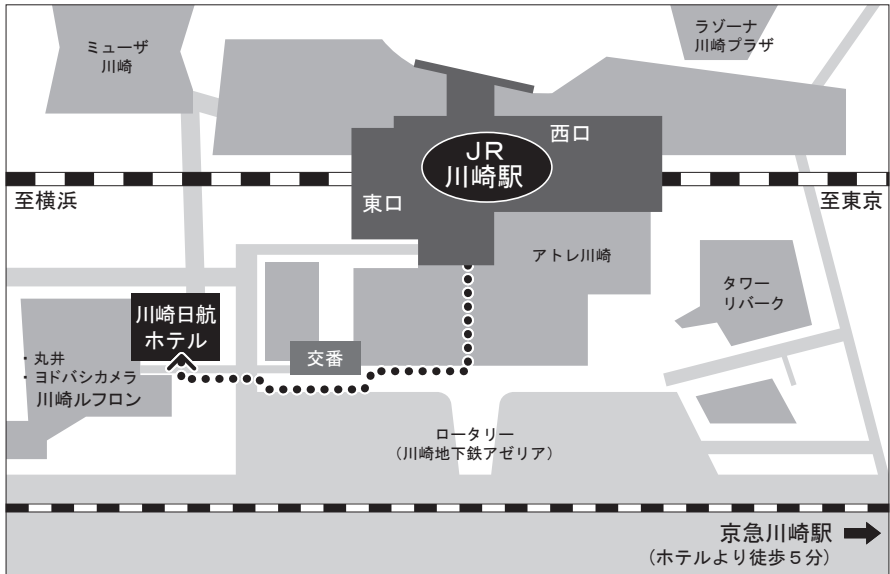 ミューザ
川崎
ラゾーナ
川崎プラザ
西口
JR
川崎駅
東口
至横浜
至東京
アトレ川崎
タワー
リバーク
川崎日航
ホテル
交番
・丸井
・ヨドバシカメラ
川崎ルフロン
ロータリー
（川崎地下鉄アゼリア）
京急川崎駅
（ホテルより徒歩５分）